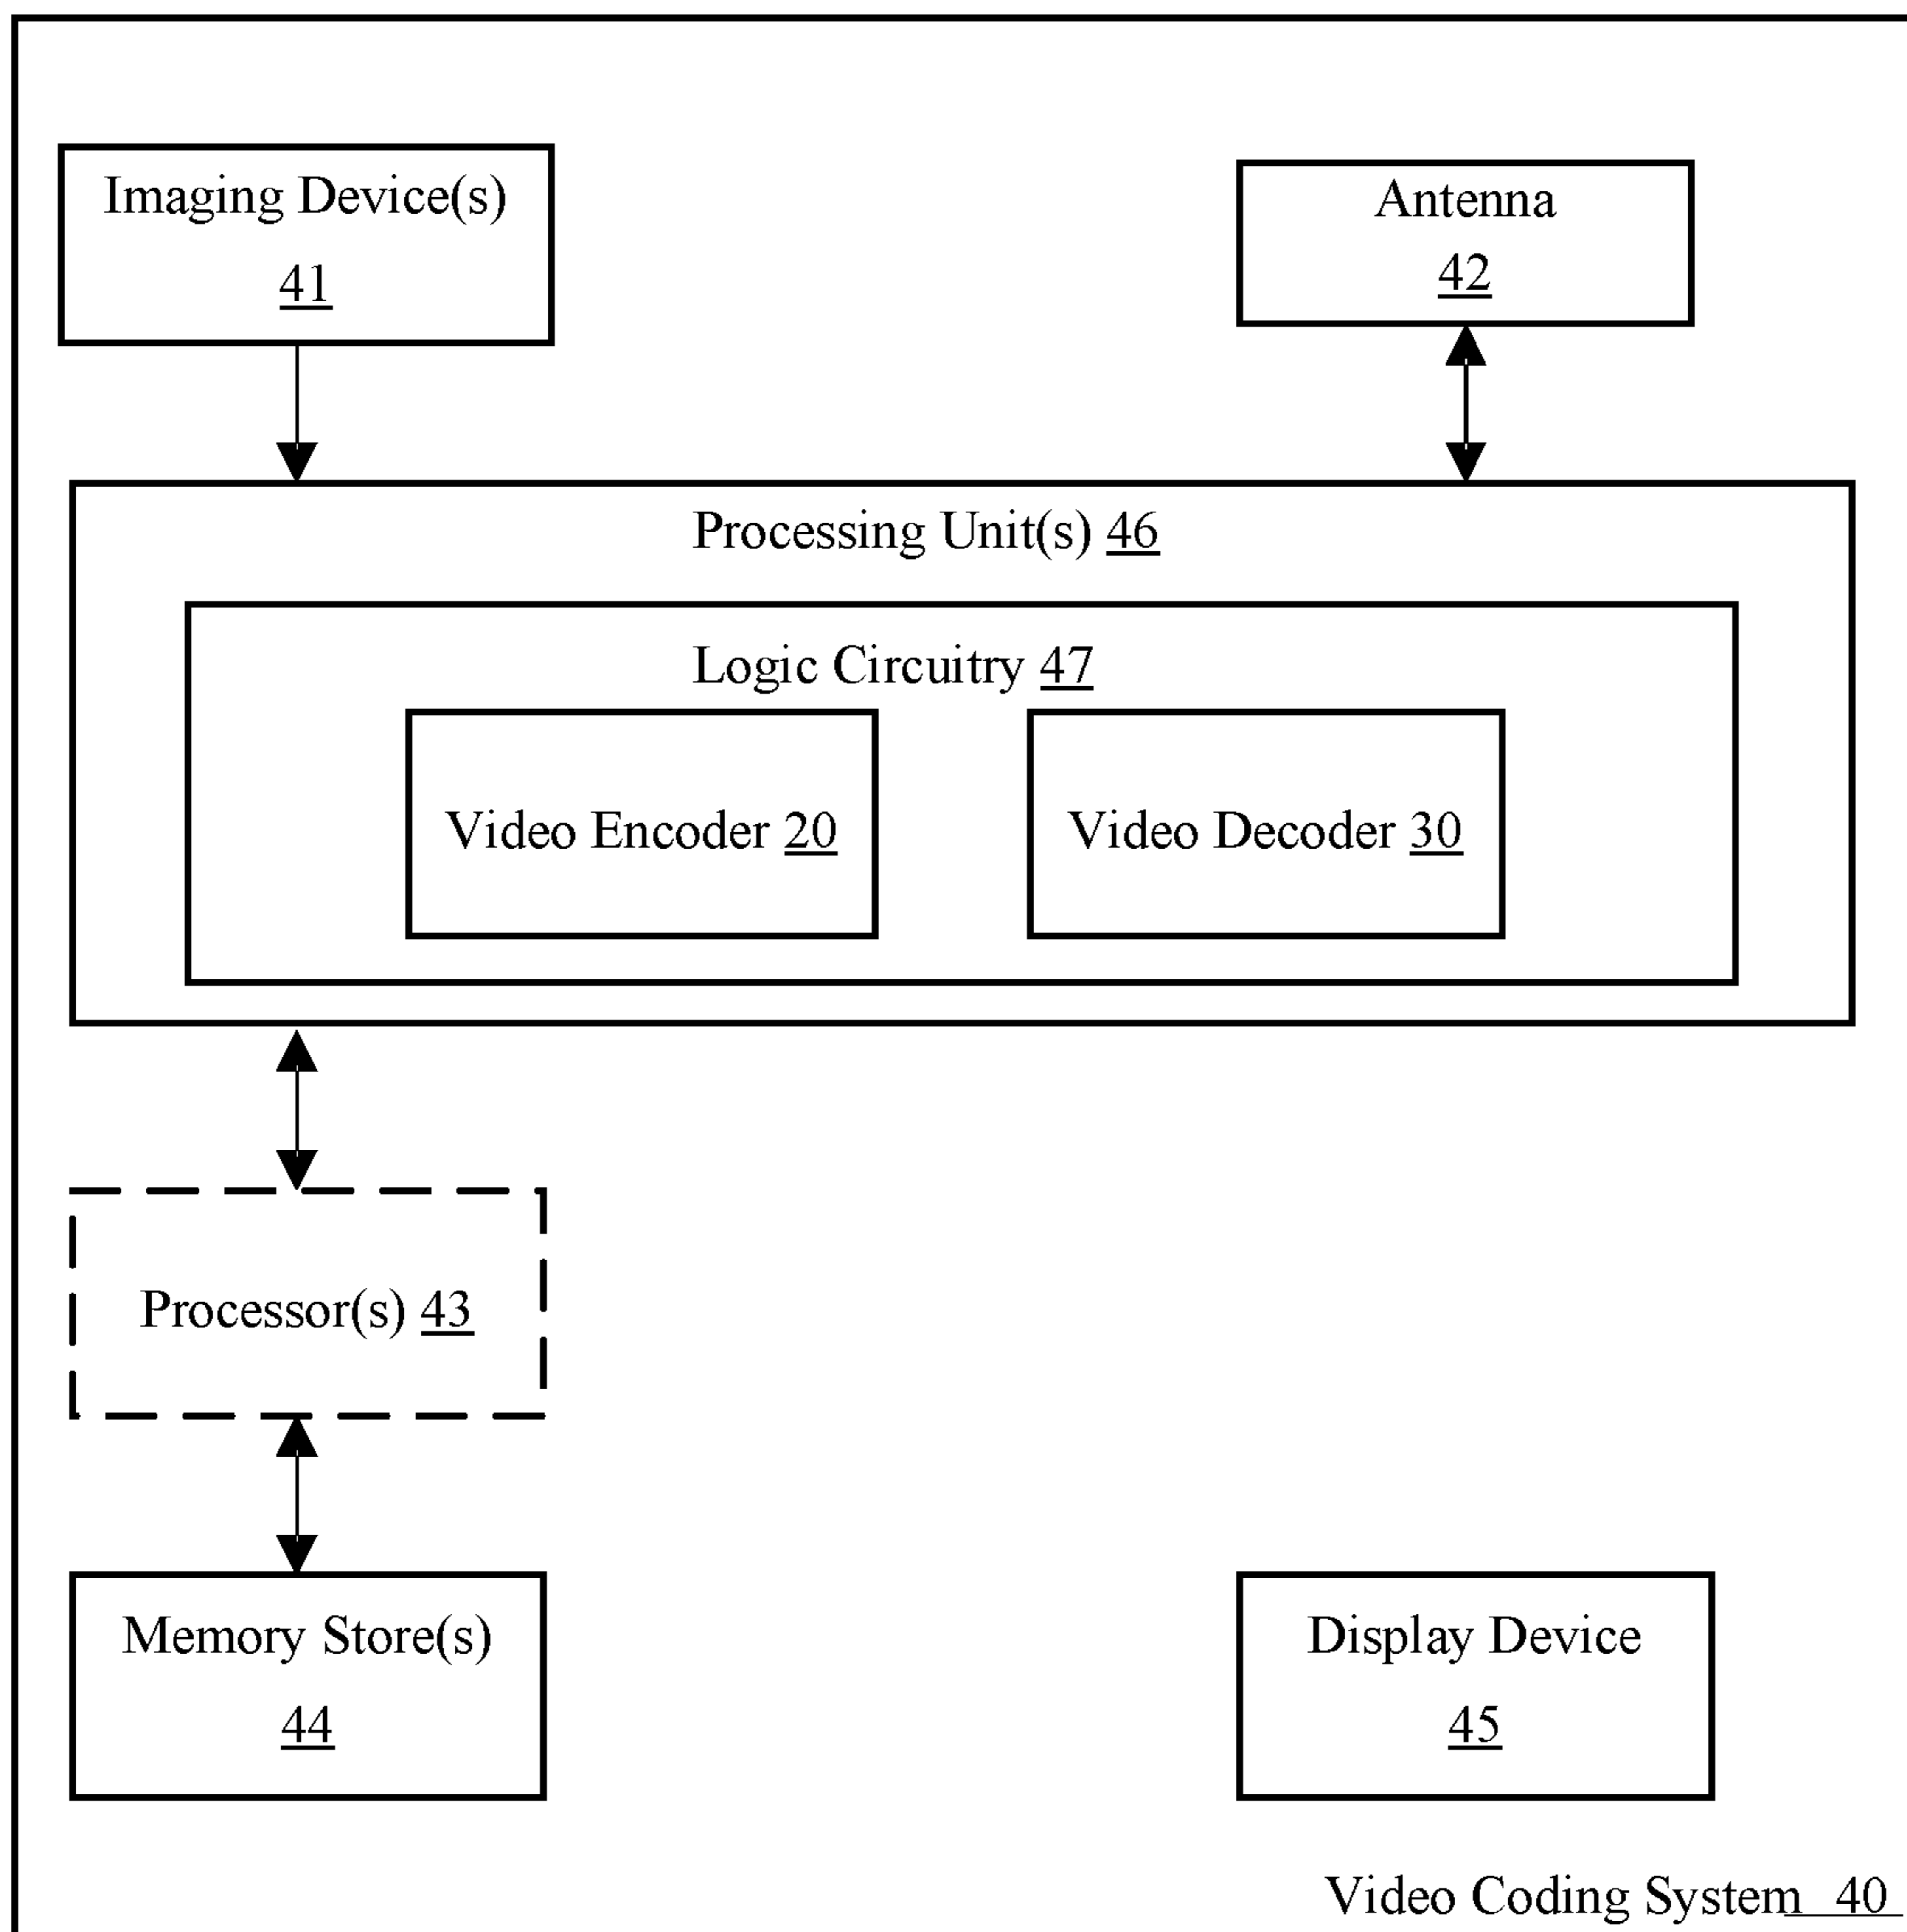 Imaging Device(s)
41
Antenna
42
Processing Unit(s) 46
Logic Circuitry 47
Video Encoder 20
Video Decoder 30
Processor(s) 43
Memory Store(s)
44
Display Device
45
Video Coding System 40